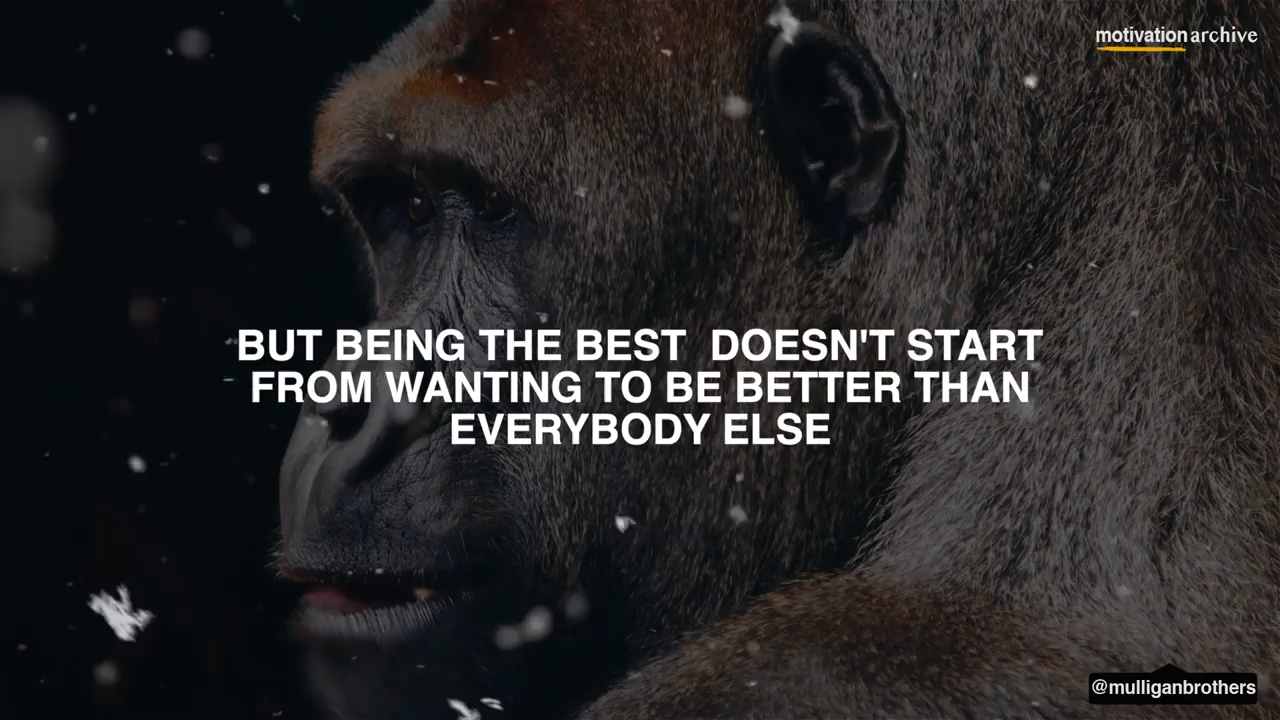 motivationarchive
BUT BEING THE BEST  DOESN'T START
FROM WANTING TO BE BETTER THAN
EVERYBODY ELSE
@mulliganbrothers